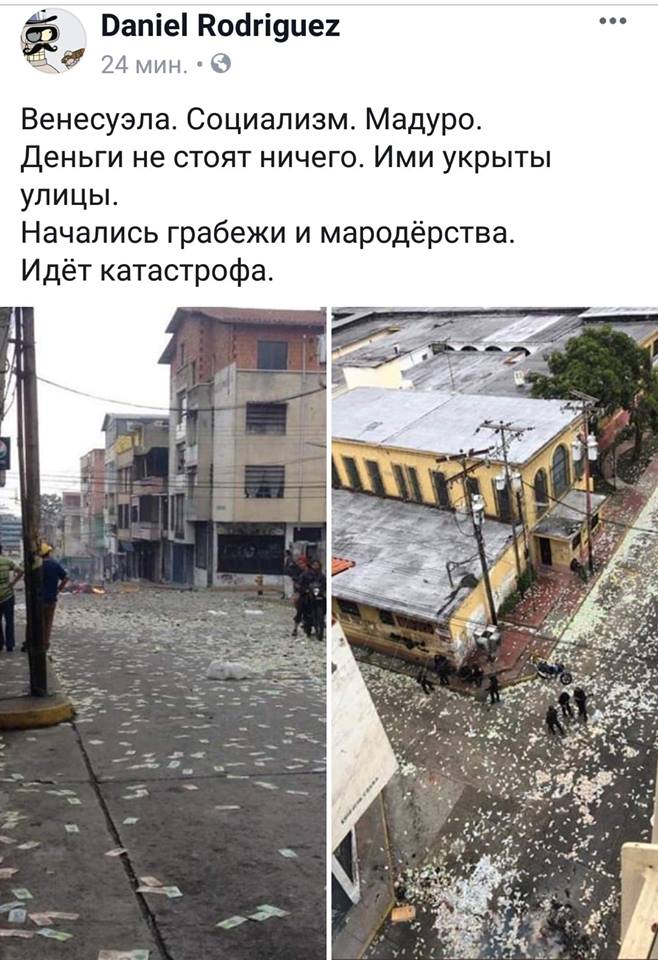 Daniel Rodriguez
24 мин.
Венесуэла. Социализм. Мадуро.
Деньги не стоят ничего. Ими укрыты
улицы.
Начались грабежи и мародёрства.
Идёт катастрофа.